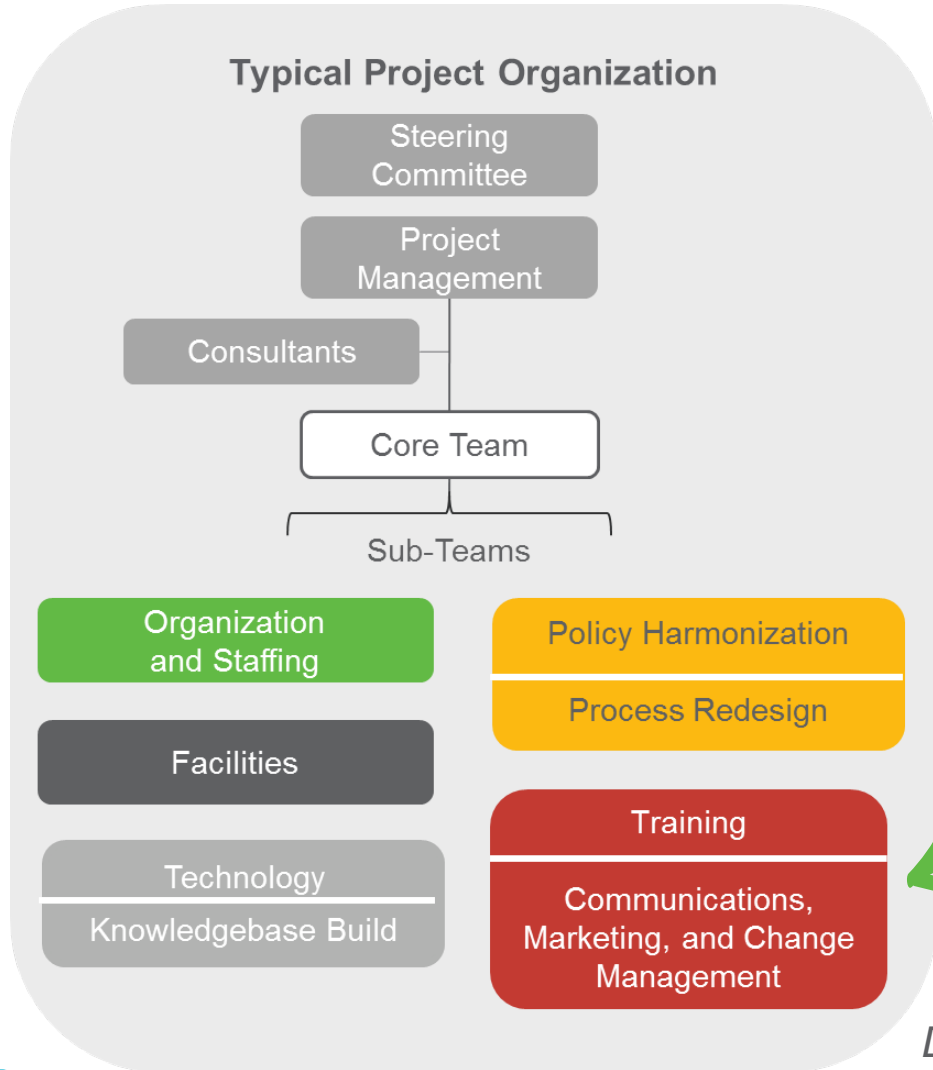 Typical Project Organization
Steering
Committee
Project
Management
Consultants
Core Team
Sub-Teams
Organization
and Staffing
Policy Harmonization
Process Redesign
Facilities
Training
Technology
Knowledgebase Build
Communications,
Marketing, and Change
Management